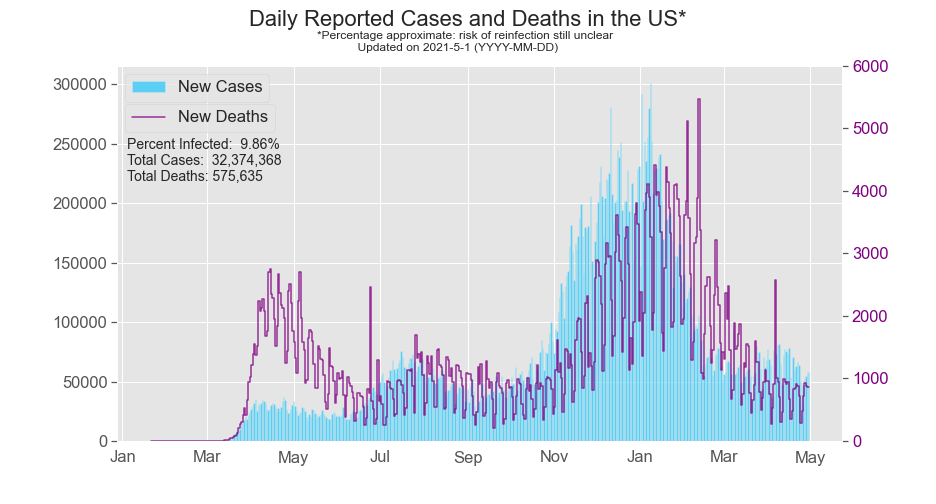 Daily Reported Cases and Deaths in the US*
*Percentage approximate: risk of reinfection still unclear
Updated on 2021-5-1 (YYYY-MM-DD)
New Cases
New Deaths
Percent Infected: 9.86%
Total Cases: 32,374,368
Total Deaths: 575,635
300000
250000
200000
150000
100000
50000
0
6000
5000
4000
3000
2000
1000
0
Jan Mar May Jul Sep Nov Jan Mar May